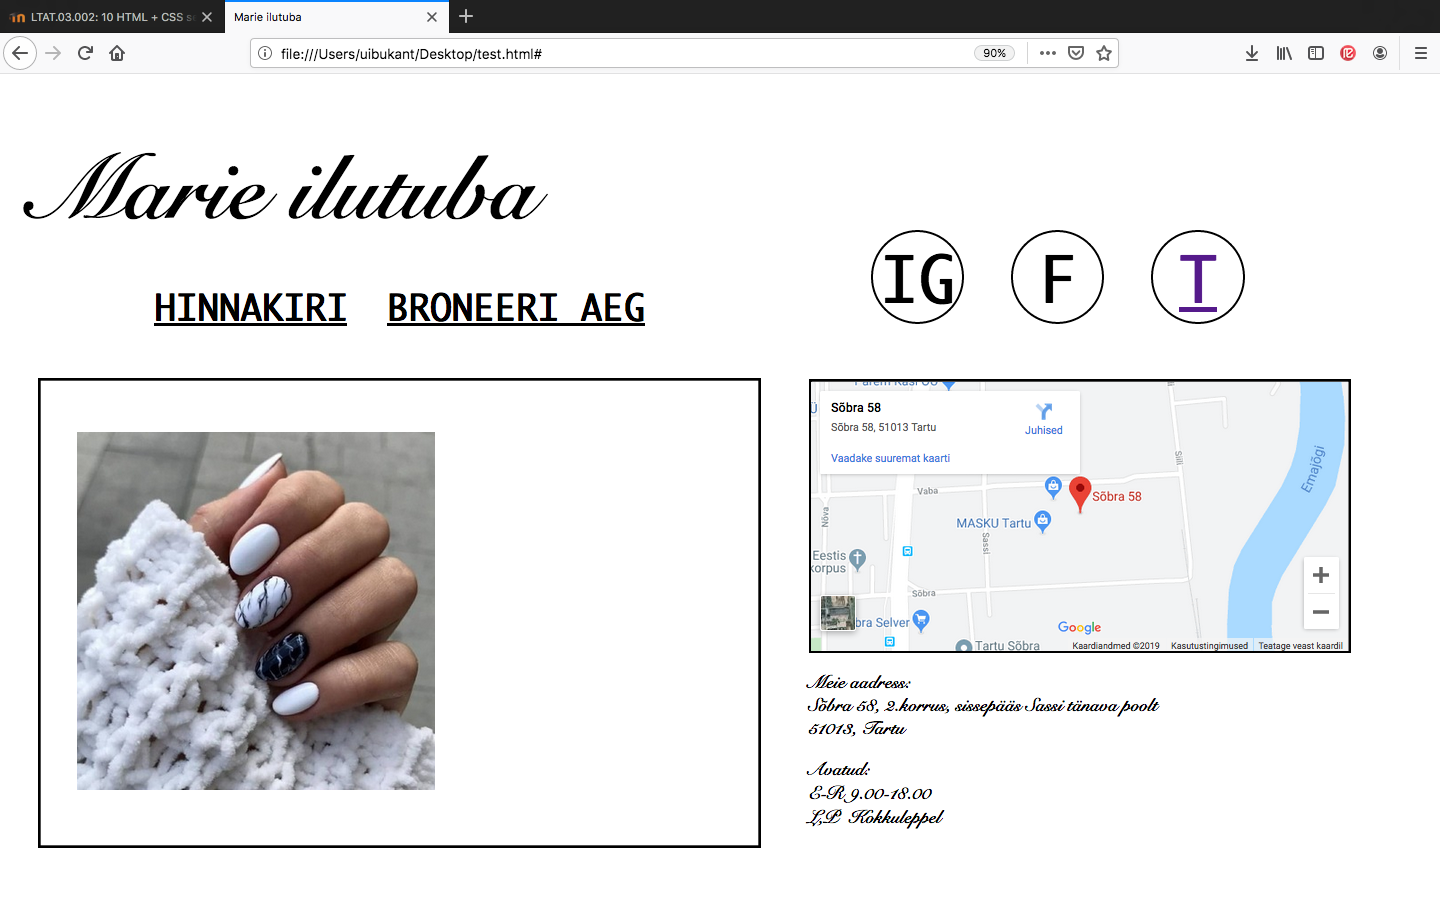 LTAT.03.002: 10 HTML + CSS s
Marie ilutuba
file:///Users/uibukant/Desktop/test.html#
90%
Marie ilutuba
IG
F
T
HINNAKIRI
BRONEERI AEG
Sõbra 58
Sõbra 58, 51013 Tartu
Juhised
Vaadake suuremat kaarti
Siili
Emajõgi
Vaba
Sõbra 58
Nõva
MASKU Tartu
Sassi
Eestis
korpus
Sõbra
bra Selver
Google
Tartu Sõbra
Kaardiandmed ©2019
Kasutustingimused
Teatage veast kaardil
Meie aadress:
Sõbra 58, 2.korrus, sissepääs Sassi tänava poolt
51013, Tartu
Avatud:
E-R 9.00-18.00
L,P Kokkuleppel